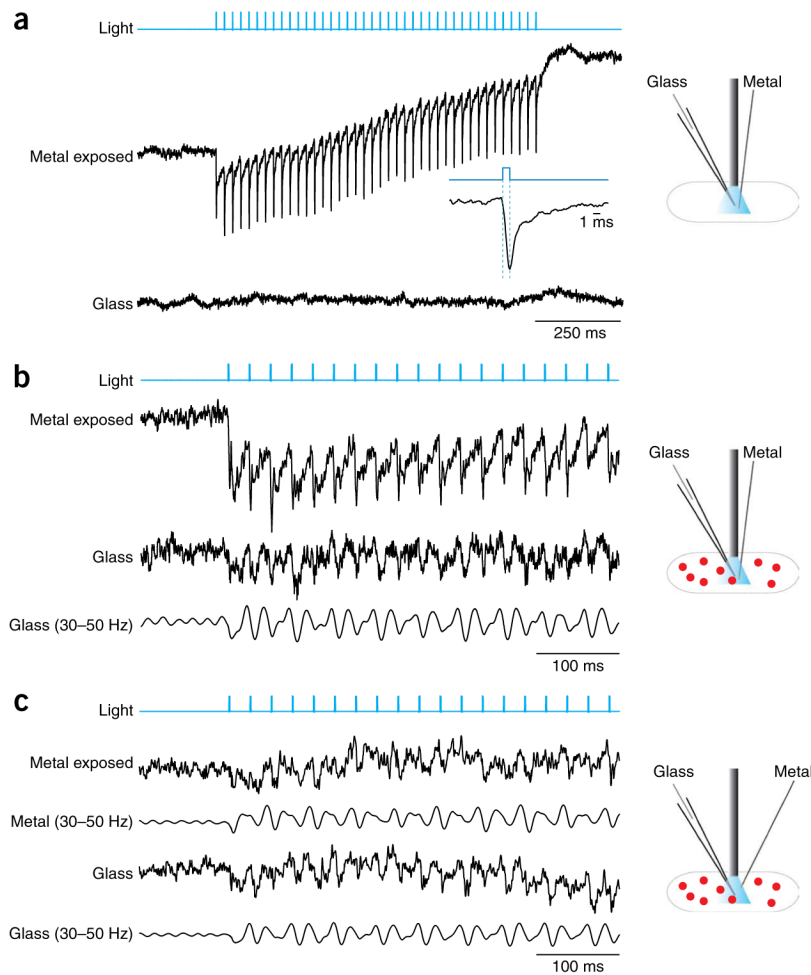 a
Light
Glass Metal
Metal exposed
1 ms
Glass
250 ms
b
Light
Metal exposed
Glass Metal
Glass
Glass (30–50 Hz)
100 ms
c
Light
Metal exposed
Glass Metal
Metal (30–50 Hz)
Glass
Glass (30–50 Hz)
100 ms